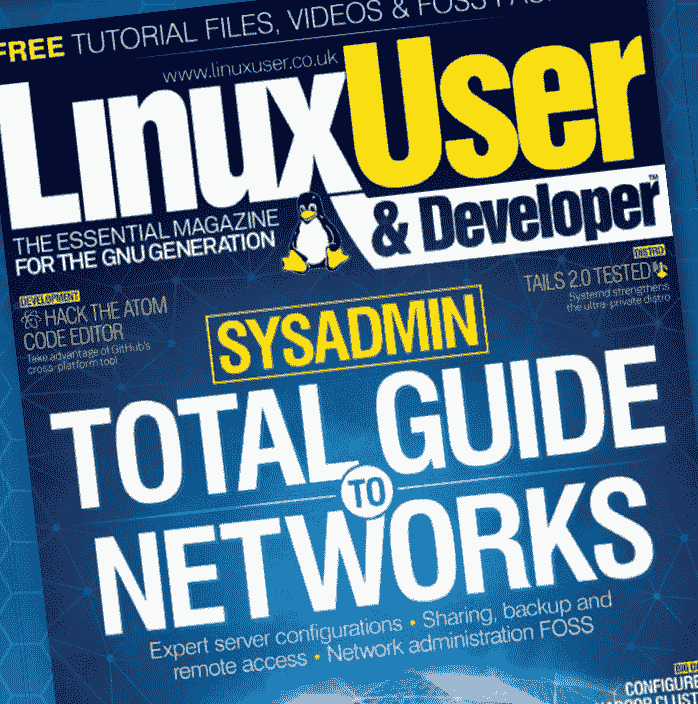 FREE TUTORIAL FILES, VIDEOS & FOSS
www.linuxuser.co.uk
LinuxUser
& Developer™
THE ESSENTIAL MAGAZINE
FOR THE GNU GENERATION
DEVELOPMENT
HACK THE ATOM
CODE EDITOR
Take advantage of GitHub's
cross-platform tool
DISTRO
TAILS 2.0 TESTED
Systemd strengthens
the ultra-private distro
SYSADMIN
TOTAL GUIDE
TO
NETWORKS
Expert server configurations • Sharing, backup and
remote access • Network administration FOSS
CONFIGURE